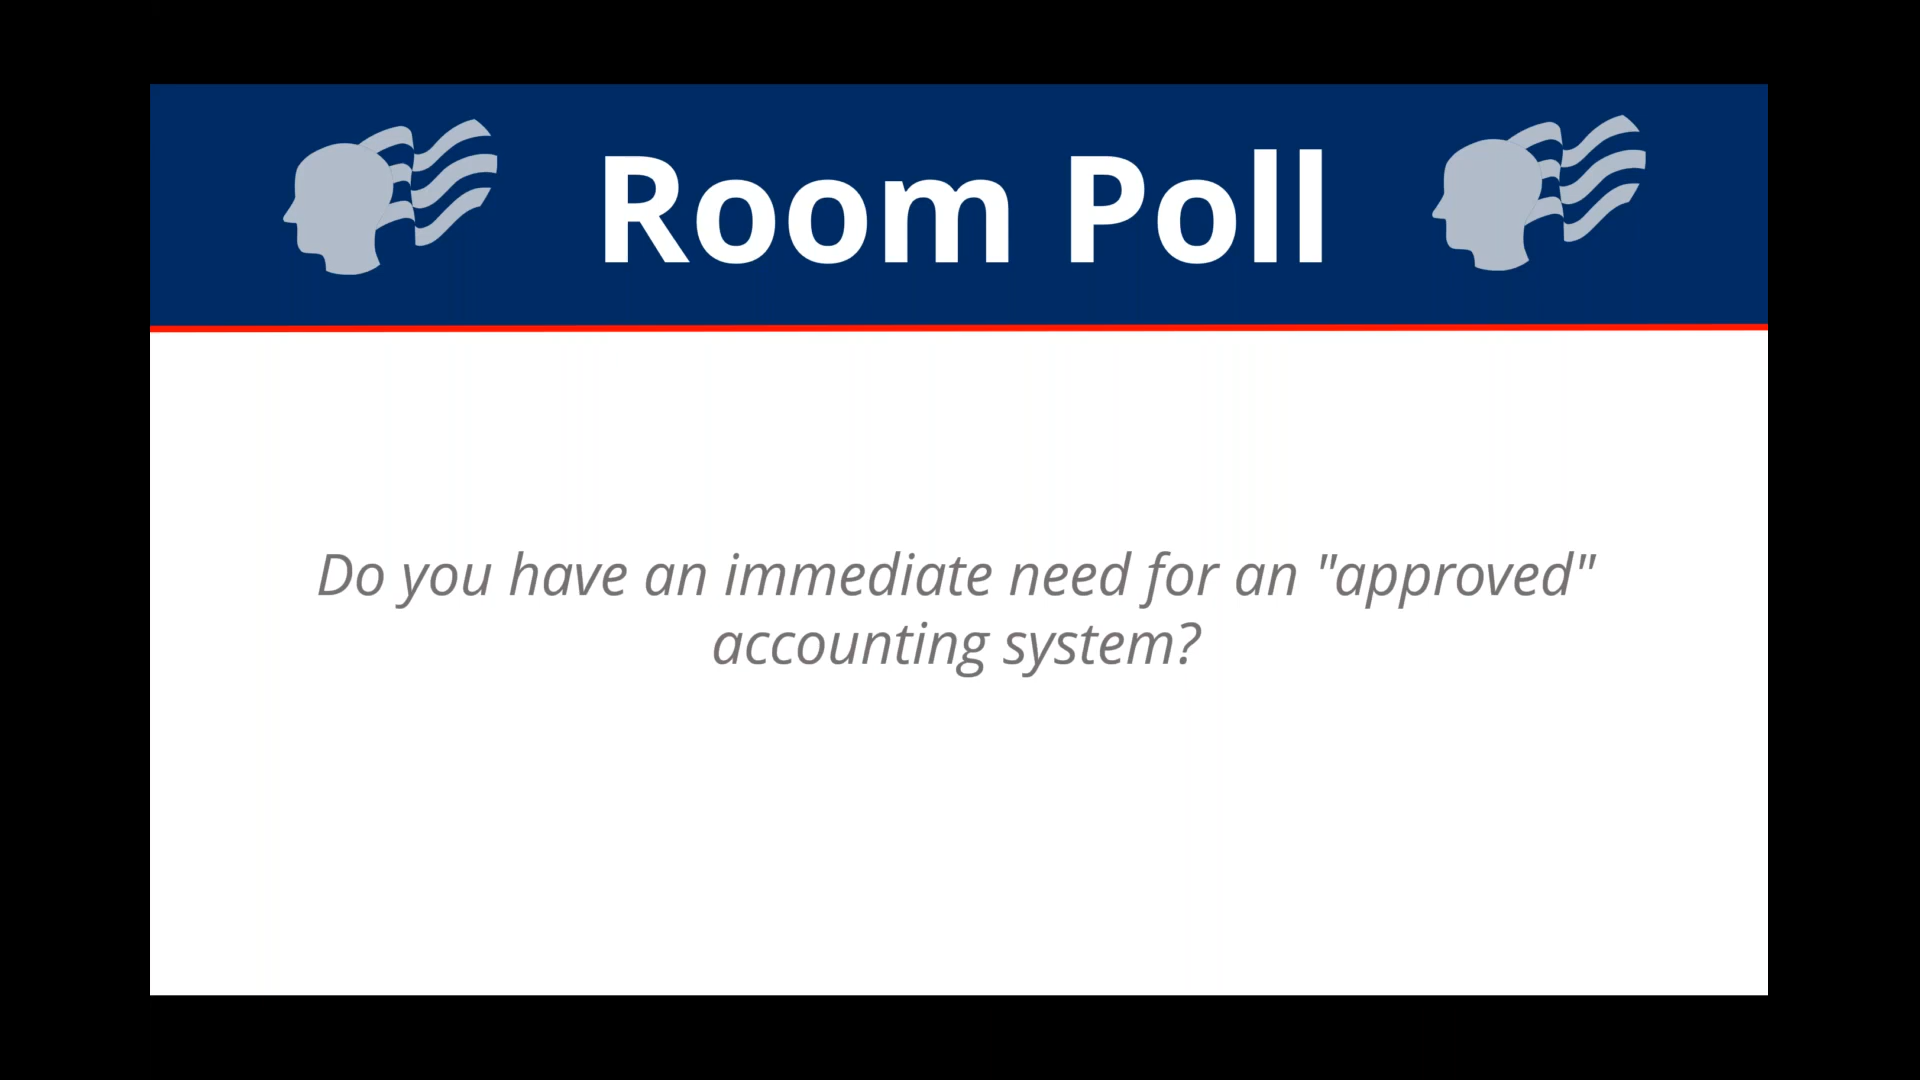 Room Poll
Do you have an immediate need for an "approved"
accounting system?